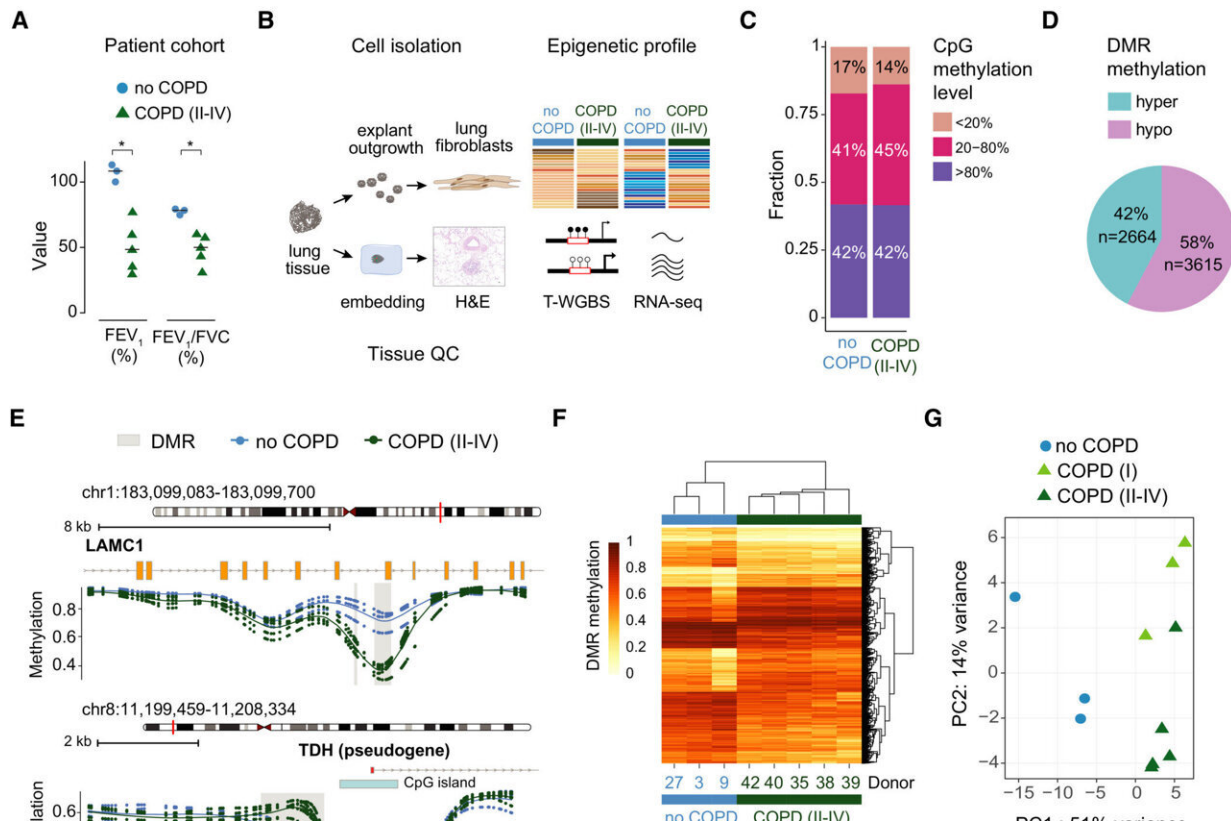 A
Patient cohort
no COPD
COPD (II-IV)
*
*
100
50
0
Value
FEV1
(%)
FEV1/FVC
(%)
B
Cell isolation
Epigenetic profile
explant
outgrowth
lung
fibroblasts
lung
tissue
embedding
H&E
Tissue QC
no
COPD
COPD
(II-IV)
no
COPD
COPD
(II-IV)
T-WGBS
RNA-seq
C
1
0.75
0.5
0.25
0
Fraction
17%
14%
41%
45%
42%
42%
no
COPD
COPD
(II-IV)
CpG
methylation
level
<20%
20−80%
>80%
D
DMR
methylation
hyper
hypo
42%
n=2664
58%
n=3615
E
DMR
no COPD
COPD (II-IV)
chr1:183,099,083-183,099,700
8 kb
LAMC1
Methylation
0.8
0.6
0.4
chr8:11,199,459-11,208,334
2 kb
TDH (pseudogene)
CpG island
0.6
F
DMR methylation
1
0.8
0.6
0.4
0.2
0
27 3 9 42 40 35 38 39 Donor
no COPD COPD (II-IV)
G
no COPD
COPD (I)
COPD (II-IV)
PC2: 14% variance
6
4
2
0
−2
−4
−15 −10 −5 0 5
PC1: 51% variance